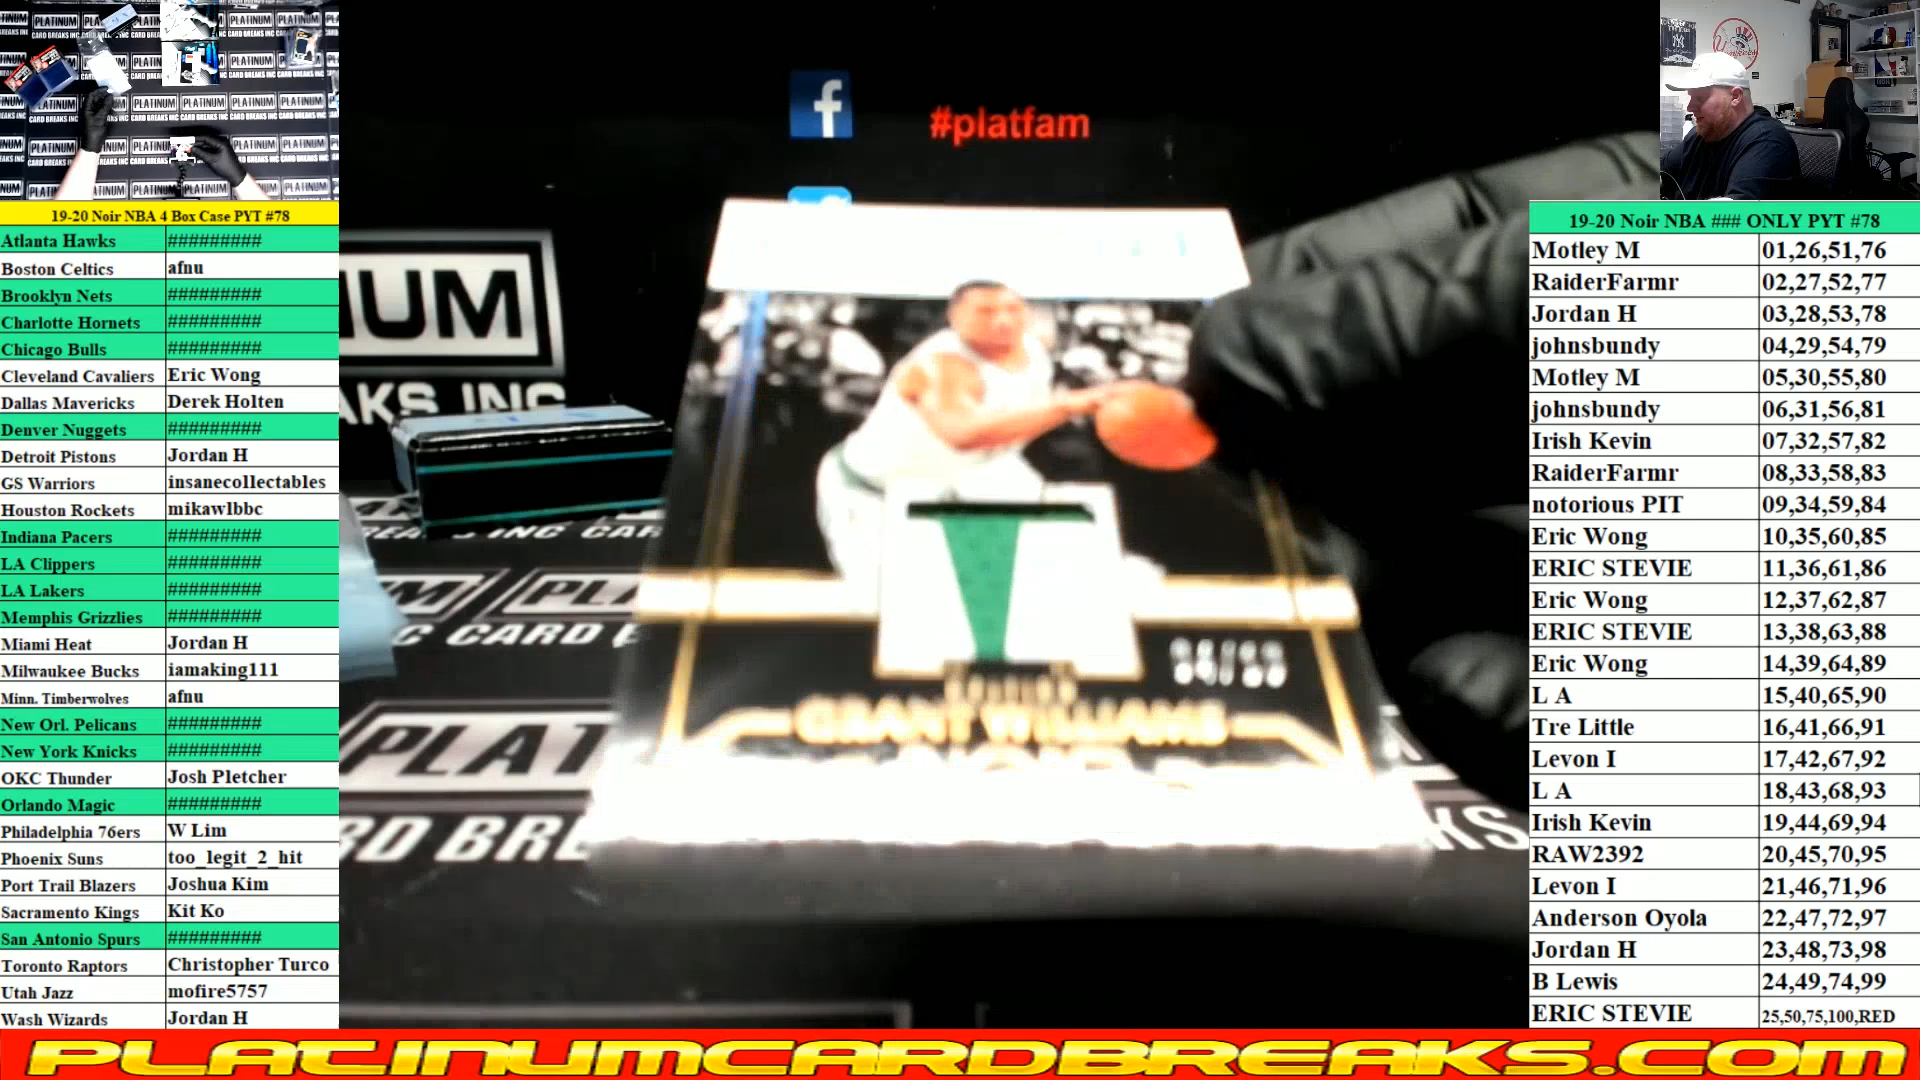 19-20 Noir NBA 4 Box Case PYT #78
Atlanta Hawks #########
Boston Celtics afnu
Brooklyn Nets #########
Charlotte Hornets #########
Chicago Bulls #########
Cleveland Cavaliers Eric Wong
Dallas Mavericks Derek Holten
Denver Nuggets #########
Detroit Pistons Jordan H
GS Warriors insanecollectables
Houston Rockets mikawlbbc
Indiana Pacers #########
LA Clippers #########
LA Lakers #########
Memphis Grizzlies #########
Miami Heat Jordan H
Milwaukee Bucks iamaking111
Minn. Timberwolves afnu
New Orl. Pelicans #########
New York Knicks #########
OKC Thunder Josh Pletcher
Orlando Magic #########
Philadelphia 76ers W Lim
Phoenix Suns too_legit_2_hit
Port Trail Blazers Joshua Kim
Sacramento Kings Kit Ko
San Antonio Spurs #########
Toronto Raptors Christopher Turco
Utah Jazz mofire5757
Wash Wizards Jordan H
#platfam
GRANT WILLIAMS
19-20 Noir NBA ### ONLY PYT #78
Motley M 01,26,51,76
RaiderFarmr 02,27,52,77
Jordan H 03,28,53,78
johnsbundy 04,29,54,79
Motley M 05,30,55,80
johnsbundy 06,31,56,81
Irish Kevin 07,32,57,82
RaiderFarmr 08,33,58,83
notorious PIT 09,34,59,84
Eric Wong 10,35,60,85
ERIC STEVIE 11,36,61,86
Eric Wong 12,37,62,87
ERIC STEVIE 13,38,63,88
Eric Wong 14,39,64,89
L A 15,40,65,90
Tre Little 16,41,66,91
Levon I 17,42,67,92
L A 18,43,68,93
Irish Kevin 19,44,69,94
RAW2392 20,45,70,95
Levon I 21,46,71,96
Anderson Oyola 22,47,72,97
Jordan H 23,48,73,98
B Lewis 24,49,74,99
ERIC STEVIE 25,50,75,100,RED
PLATINUMCARDBREAKS.COM